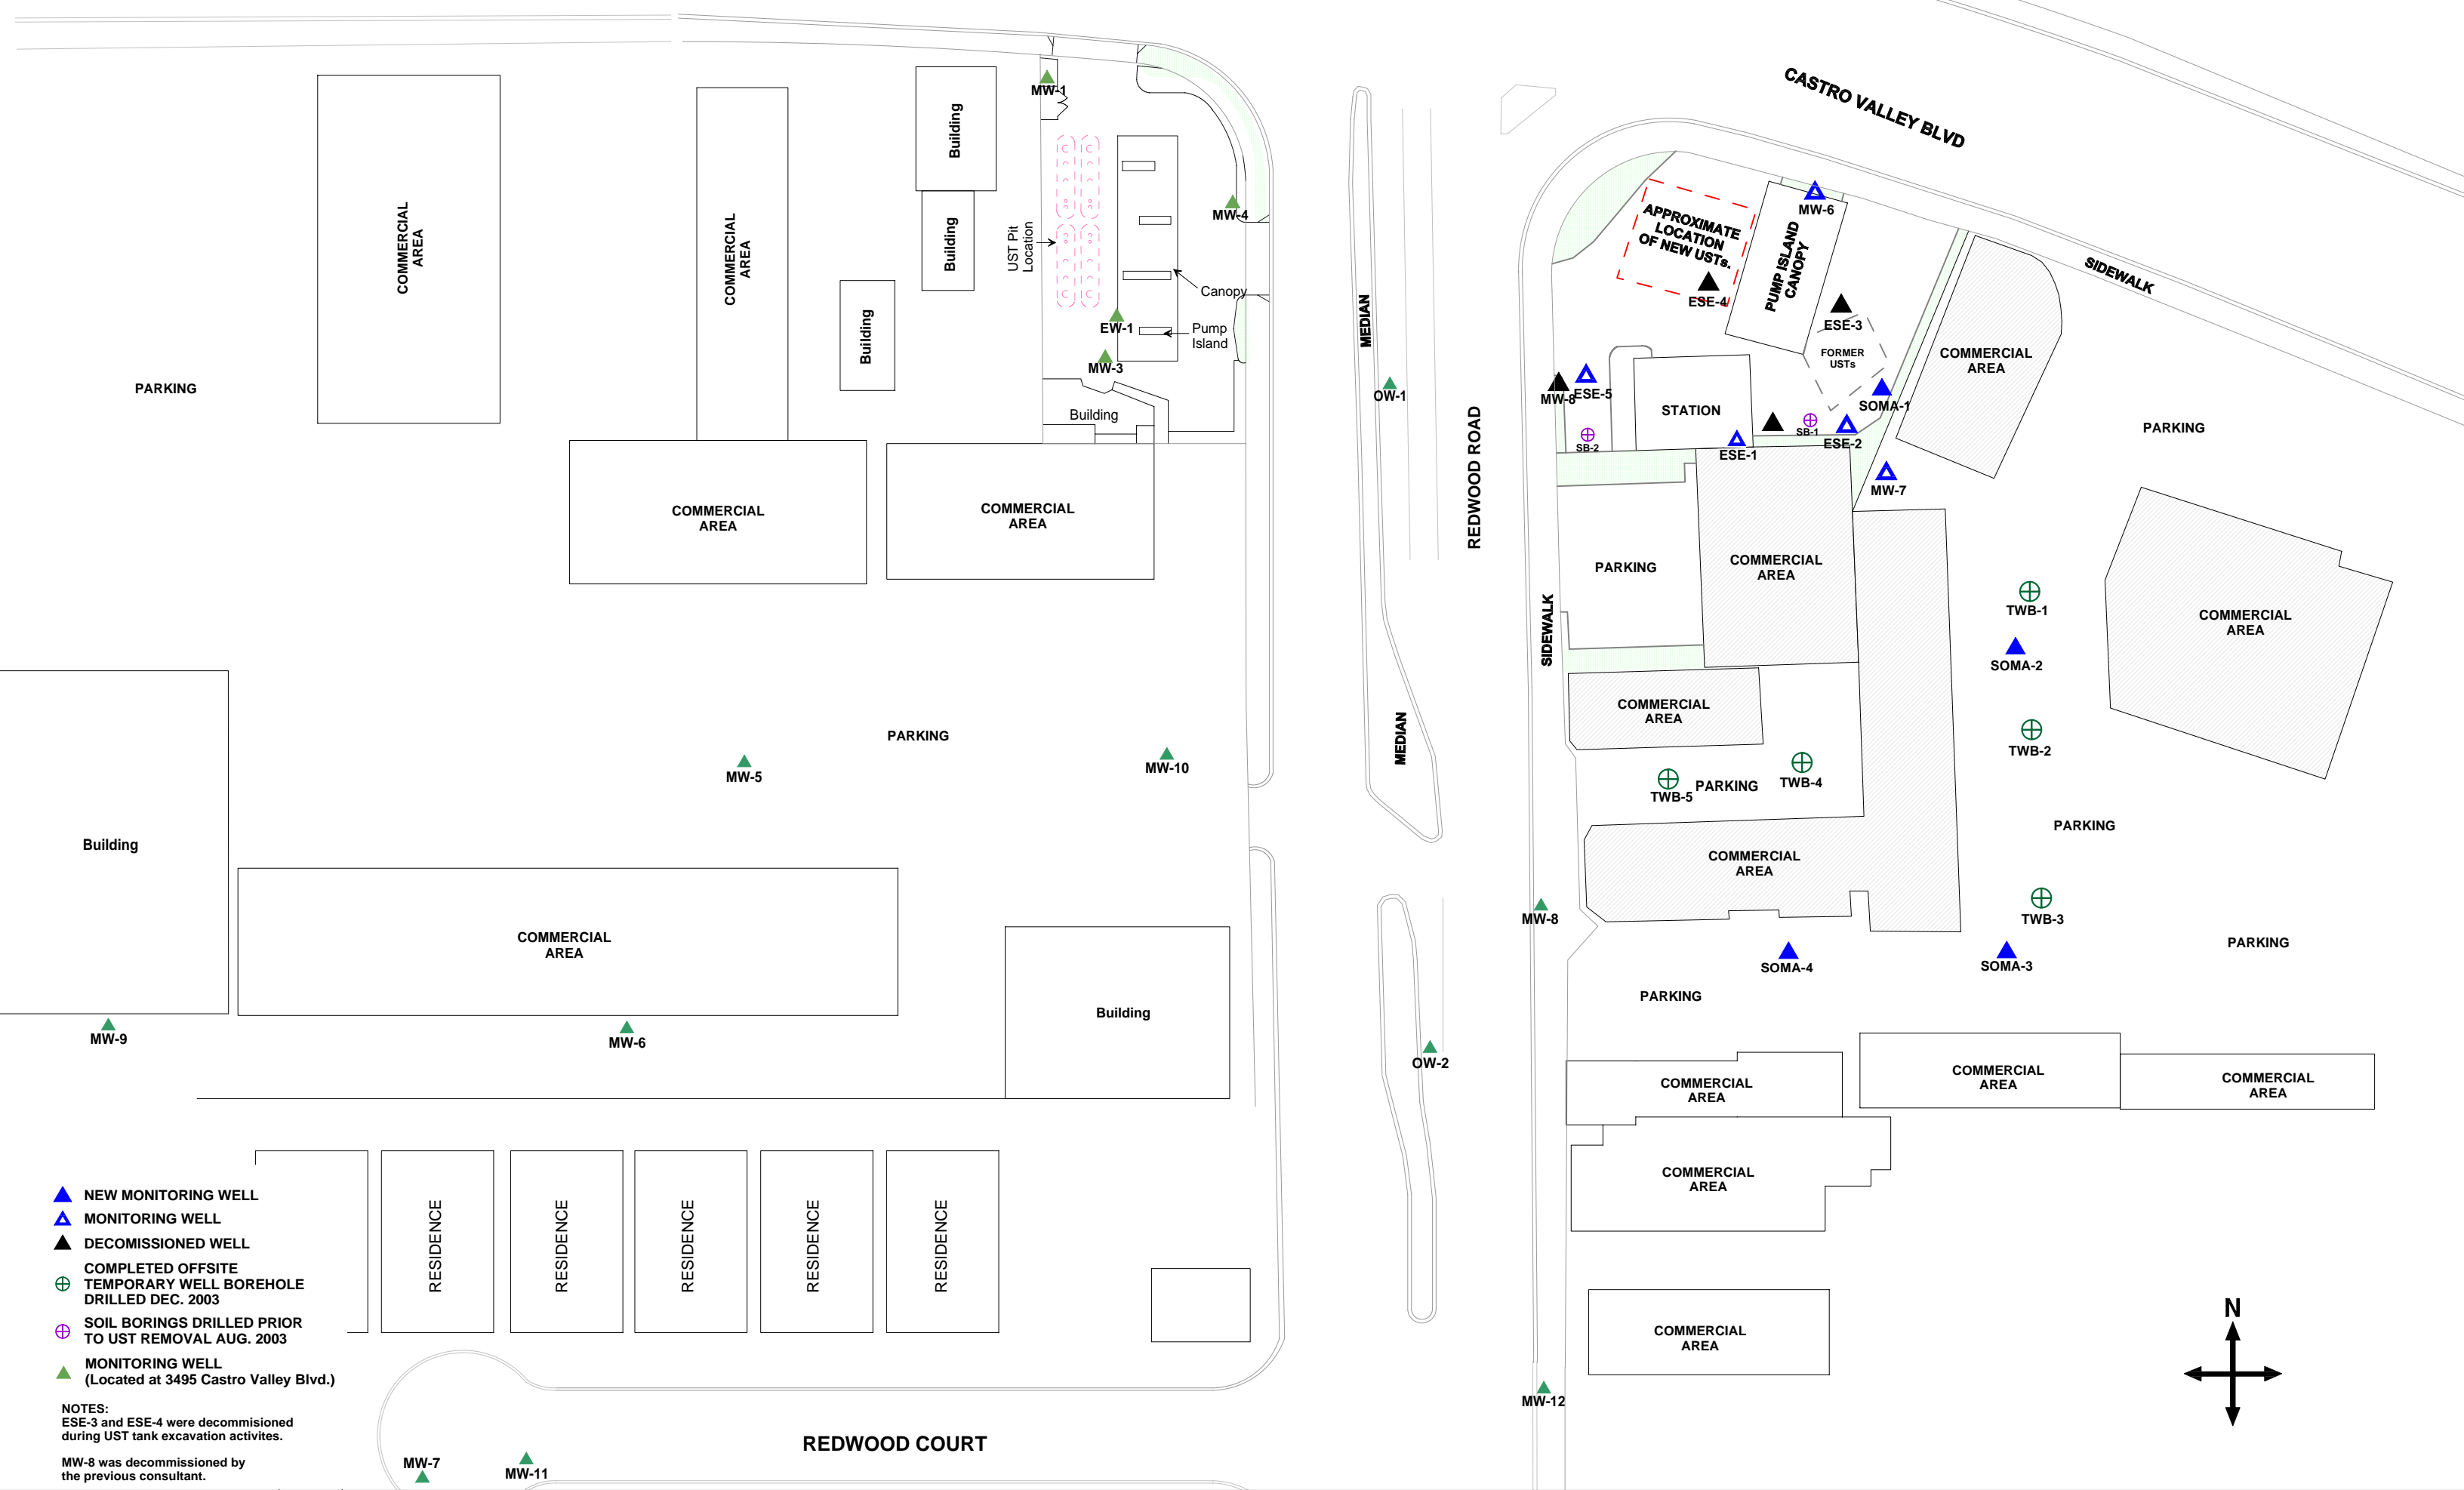 CASTRO VALLEY BLVD
SIDEWALK
MW-1
Building
COMMERCIAL
AREA
COMMERCIAL
AREA
Building
Building
UST Pit
Location
MW-4
Canopy
EW-1
Pump
Island
MW-3
Building
PARKING
COMMERCIAL
AREA
COMMERCIAL
AREA
MEDIAN
OW-1
REDWOOD ROAD
APPROXIMATE
LOCATION
OF NEW USTs.
ESE-4
MW-6
PUMP ISLAND
CANOPY
ESE-3
FORMER
USTs
COMMERCIAL
AREA
MW-8
ESE-5
STATION
SOMA-1
SB-2
SB-1
ESE-1
ESE-2
MW-7
PARKING
PARKING
COMMERCIAL
AREA
SIDEWALK
TWB-1
SOMA-2
COMMERCIAL
AREA
COMMERCIAL
AREA
MEDIAN
TWB-2
TWB-5
PARKING
TWB-4
PARKING
MW-5
PARKING
MW-10
Building
COMMERCIAL
AREA
COMMERCIAL
AREA
MW-8
TWB-3
SOMA-4
SOMA-3
PARKING
PARKING
Building
MW-9
MW-6
OW-2
COMMERCIAL
AREA
COMMERCIAL
AREA
COMMERCIAL
AREA
COMMERCIAL
AREA
COMMERCIAL
AREA
MW-12
RESIDENCE
RESIDENCE
RESIDENCE
RESIDENCE
RESIDENCE
NEW MONITORING WELL
MONITORING WELL
DECOMISSIONED WELL
COMPLETED OFFSITE
TEMPORARY WELL BOREHOLE
DRILLED DEC. 2003
SOIL BORINGS DRILLED PRIOR
TO UST REMOVAL AUG. 2003
MONITORING WELL
(Located at 3495 Castro Valley Blvd.)
NOTES:
ESE-3 and ESE-4 were decommisioned
during UST tank excavation activites.
MW-8 was decommissioned by
the previous consultant.
MW-7
MW-11
REDWOOD COURT
N